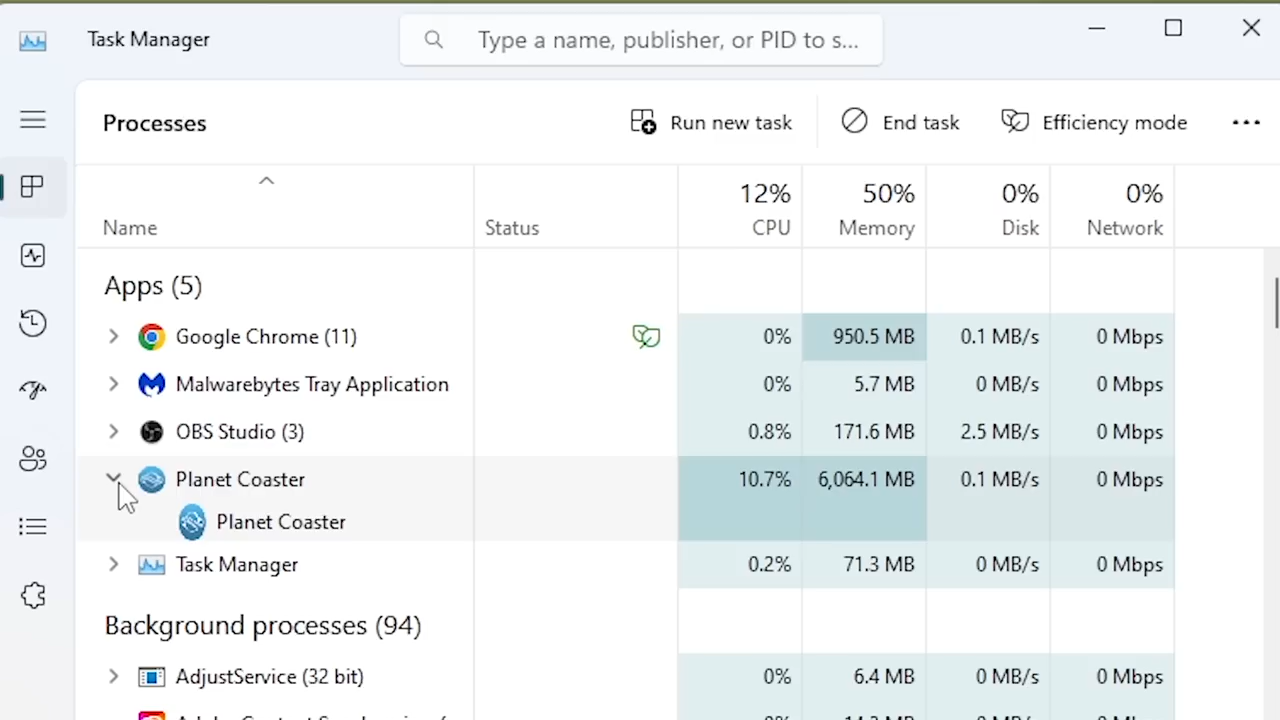 Task Manager
Type a name, publisher, or PID to s...
Processes
Run new task
End task
Efficiency mode
12% 50% 0% 0%
Name Status CPU Memory Disk Network
Apps (5)
Google Chrome (11) 0% 950.5 MB 0.1 MB/s 0 Mbps
Malwarebytes Tray Application 0% 5.7 MB 0 MB/s 0 Mbps
OBS Studio (3) 0.8% 171.6 MB 2.5 MB/s 0 Mbps
Planet Coaster 10.7% 6,064.1 MB 0.1 MB/s 0 Mbps
Planet Coaster
Task Manager 0.2% 71.3 MB 0 MB/s 0 Mbps
Background processes (94)
AdjustService (32 bit) 0% 6.4 MB 0 MB/s 0 Mbps